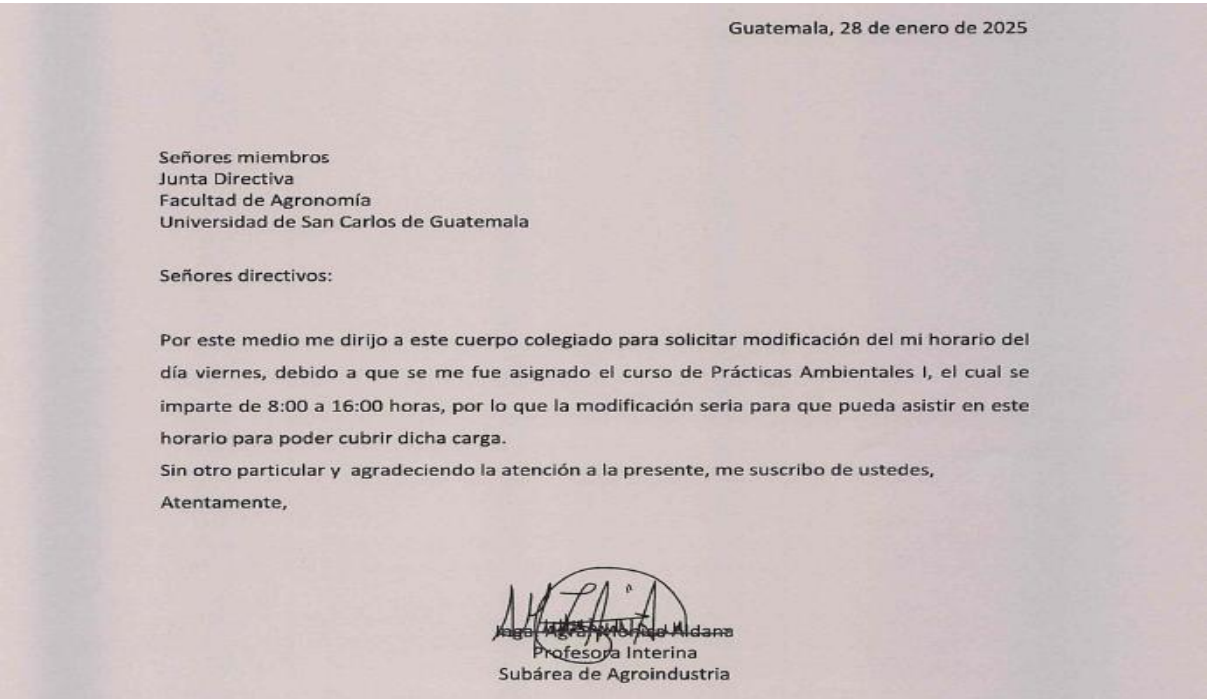 Guatemala, 28 de enero de 2025
Señores miembros
Junta Directiva
Facultad de Agronomía
Universidad de San Carlos de Guatemala
Señores directivos:
Por este medio me dirijo a este cuerpo colegiado para solicitar modificación del mi horario del
día viernes, debido a que se me fue asignado el curso de Prácticas Ambientales I, el cual se
imparte de 8:00 a 16:00 horas, por lo que la modificación seria para que pueda asistir en este
horario para poder cubrir dicha carga.
Sin otro particular y  agradeciendo la atención a la presente, me suscribo de ustedes,
Atentamente,
Inga. Agra. Mónica Aldana
Profesora Interina
Subárea de Agroindustria